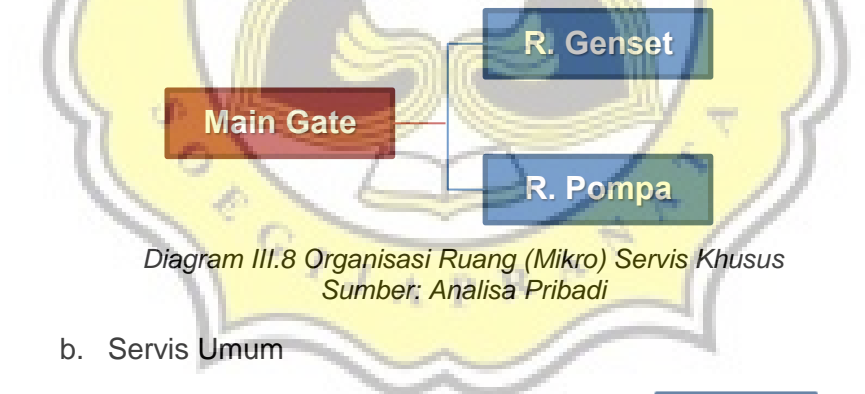 R. Genset
Main Gate
R. Pompa
Diagram III.8 Organisasi Ruang (Mikro) Servis Khusus
Sumber: Analisa Pribadi
b. Servis Umum